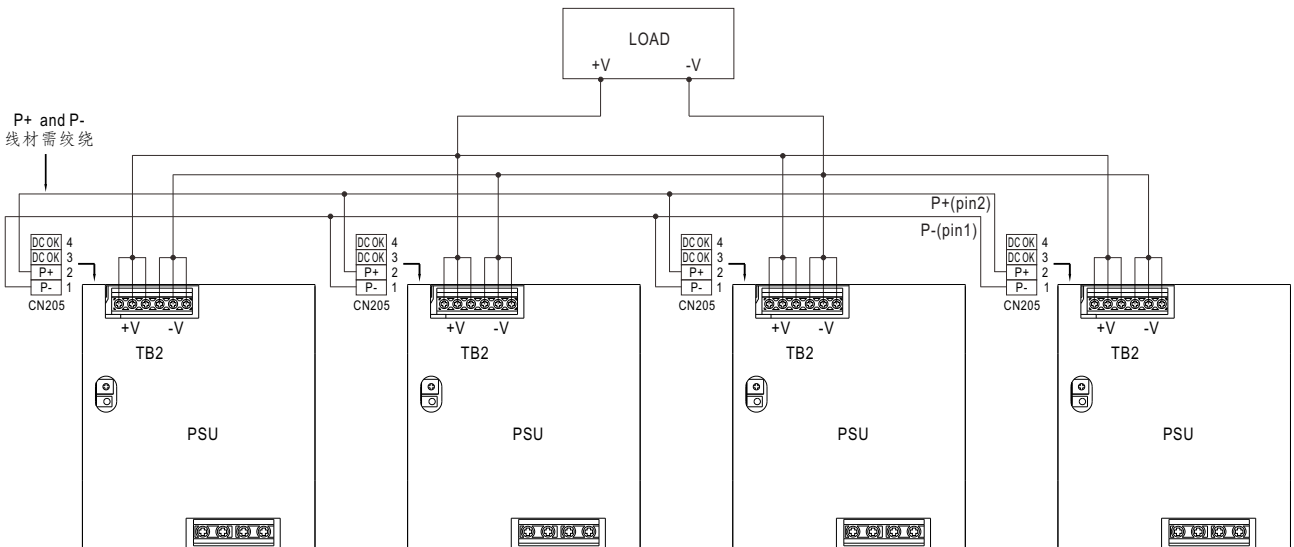 LOAD
+V -V
P+ and P-
线材需绞绕
P+(pin2)
P-(pin1)
DC OK 4
DC OK 3
P+ 2
P- 1
CN205
DC OK 4
DC OK 3
P+ 2
P- 1
CN205
DC OK 4
DC OK 3
P+ 2
P- 1
CN205
DC OK 4
DC OK 3
P+ 2
P- 1
CN205
+V -V
TB2
PSU
+V -V
TB2
PSU
+V -V
TB2
PSU
+V -V
TB2
PSU